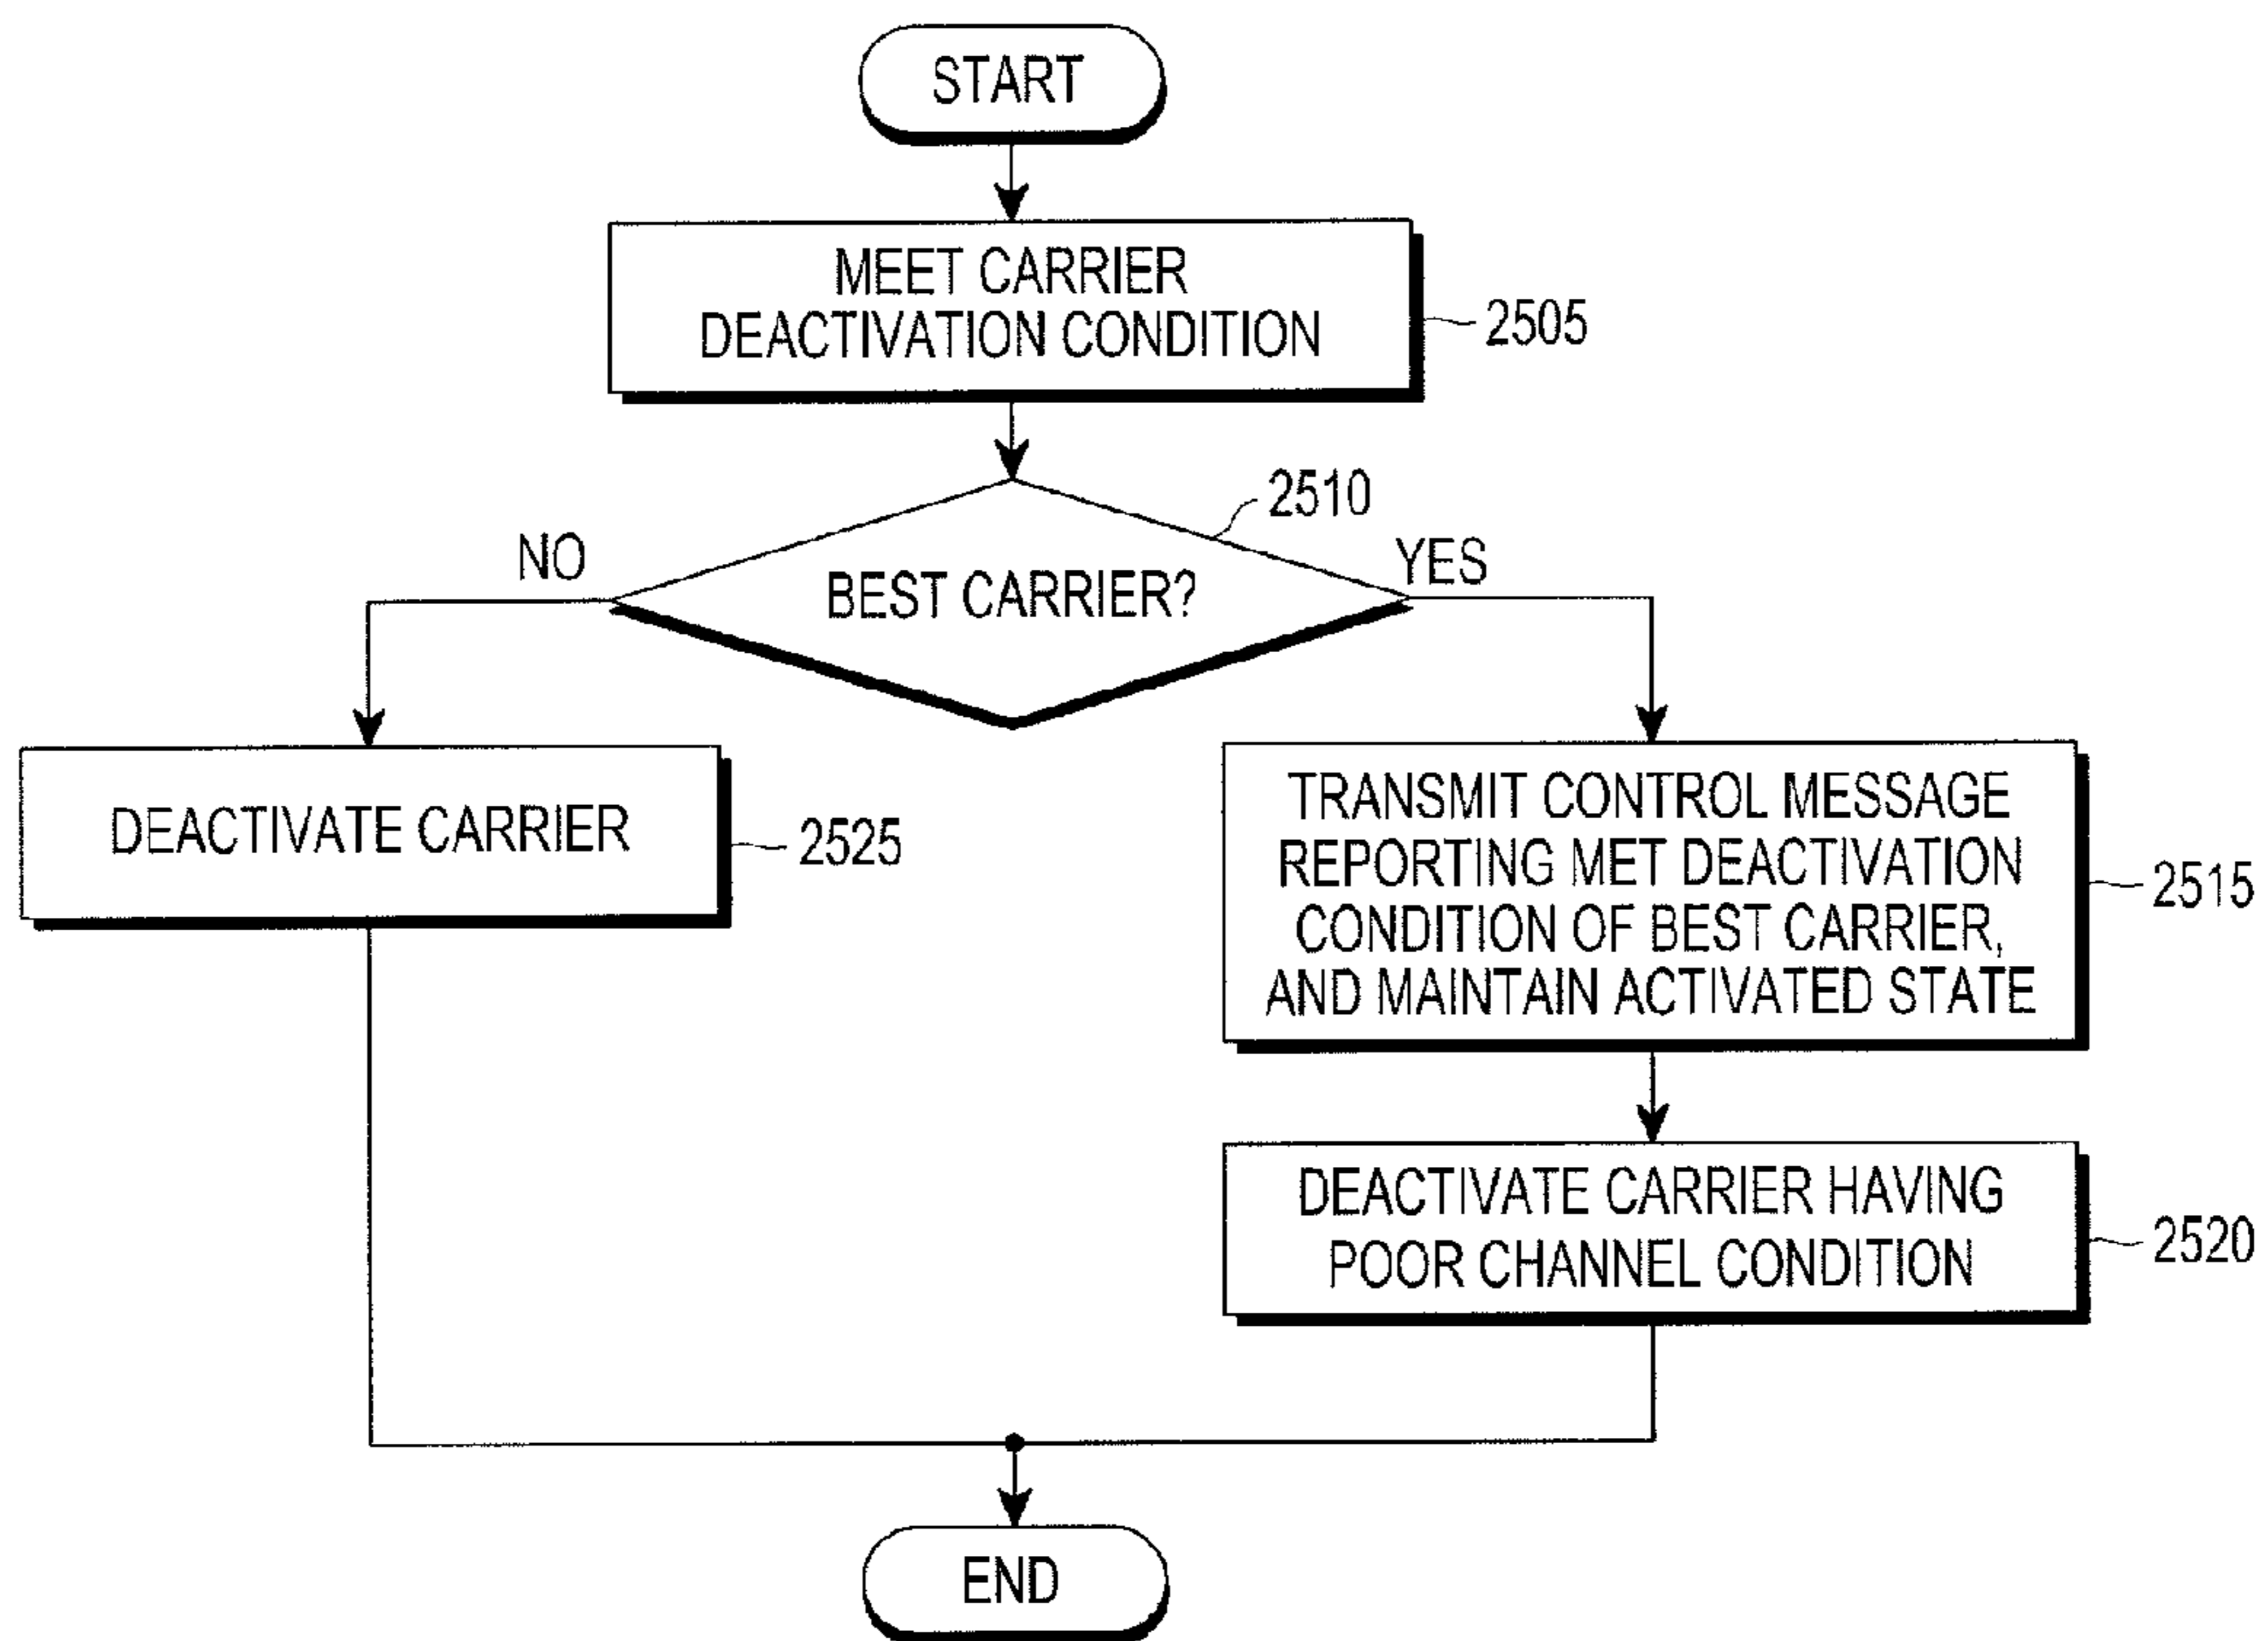 START
MEET CARRIER
DEACTIVATION CONDITION
2505
2510
NO
BEST CARRIER?
YES
DEACTIVATE CARRIER
2525
TRANSMIT CONTROL MESSAGE
REPORTING MET DEACTIVATION
CONDITION OF BEST CARRIER,
AND MAINTAIN ACTIVATED STATE
2515
DEACTIVATE CARRIER HAVING
POOR CHANNEL CONDITION
2520
END